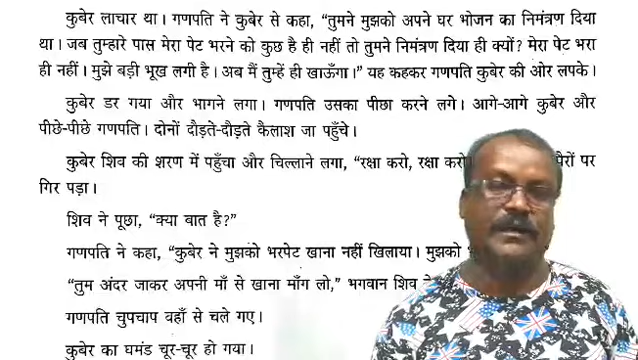 कुबेर लाचार था। गणपति ने कुबेर से कहा, “तुमने मुझको अपने घर भोजन का निमंत्रण दिया
था। जब तुम्हारे पास मेरा पेट भरने को कुछ है ही नहीं तो तुमने निमंत्रण दिया ही क्यों? मेरा पेट भरा
ही नहीं। मुझे बड़ी भूख लगी है। अब मैं तुम्हें ही खाऊँगा।” यह कहकर गणपति कुबेर की ओर लपके।
कुबेर डर गया और भागने लगा। गणपति उसका पीछा करने लगे। आगे-आगे कुबेर और
पीछे-पीछे गणपति। दोनों दौड़ते-दौड़ते कैलाश जा पहुँचे।
कुबेर शिव की शरण में पहुँचा और चिल्लाने लगा, “रक्षा करो, रक्षा करो पैरों पर
गिर पड़ा।
शिव ने पूछा, “क्या बात है?”
गणपति ने कहा, “कुबेर ने मुझको भरपेट खाना नहीं खिलाया। मुझको
“तुम अंदर जाकर अपनी माँ से खाना माँग लो,” भगवान शिव
गणपति चुपचाप वहाँ से चले गए।
कुबेर का घमंड चूर-चूर हो गया।